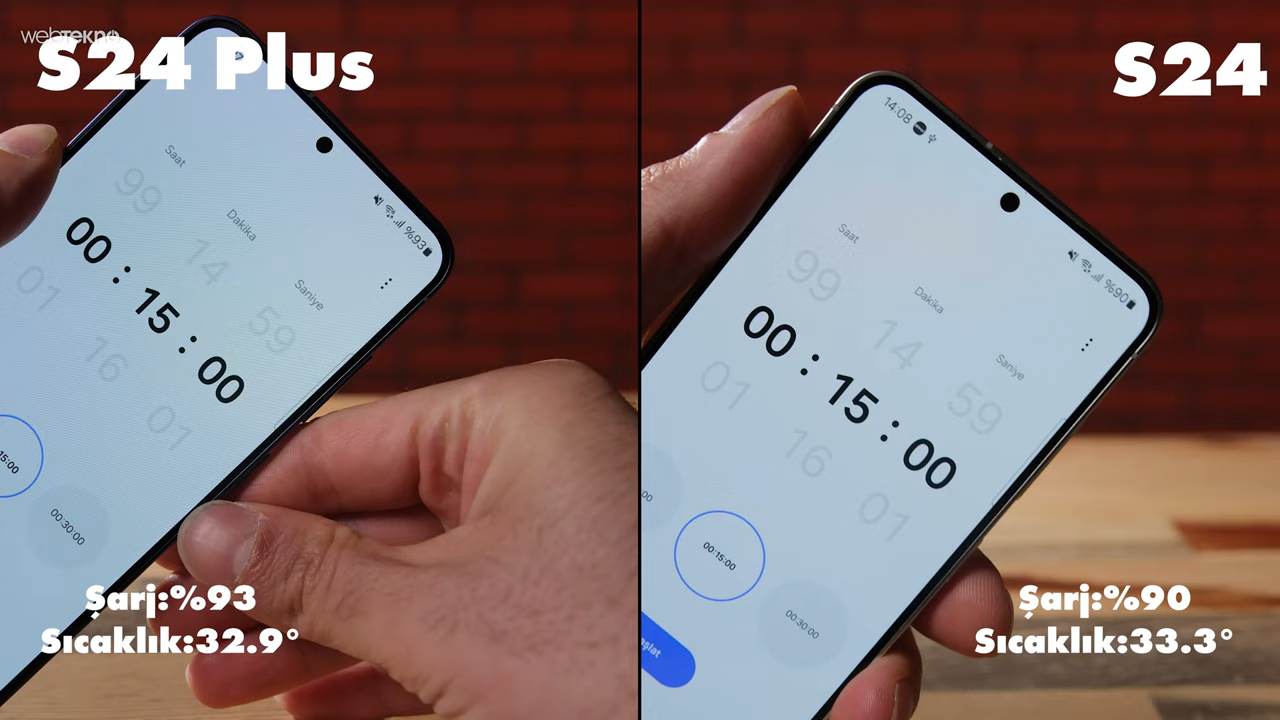 webTEKNO
S24 Plus
Saat
Dakika
Saniye
99
14
59
00 : 15 : 00
01
16
01
15:00
00:30:00
%93
Şarj:%93
Sıcaklık:32.9°
S24
14:08
%90
Saat
Dakika
Saniye
99
14
59
00 : 15 : 00
01
16
01
00:15:00
00:30:00
Şarj:%90
Sıcaklık:33.3°